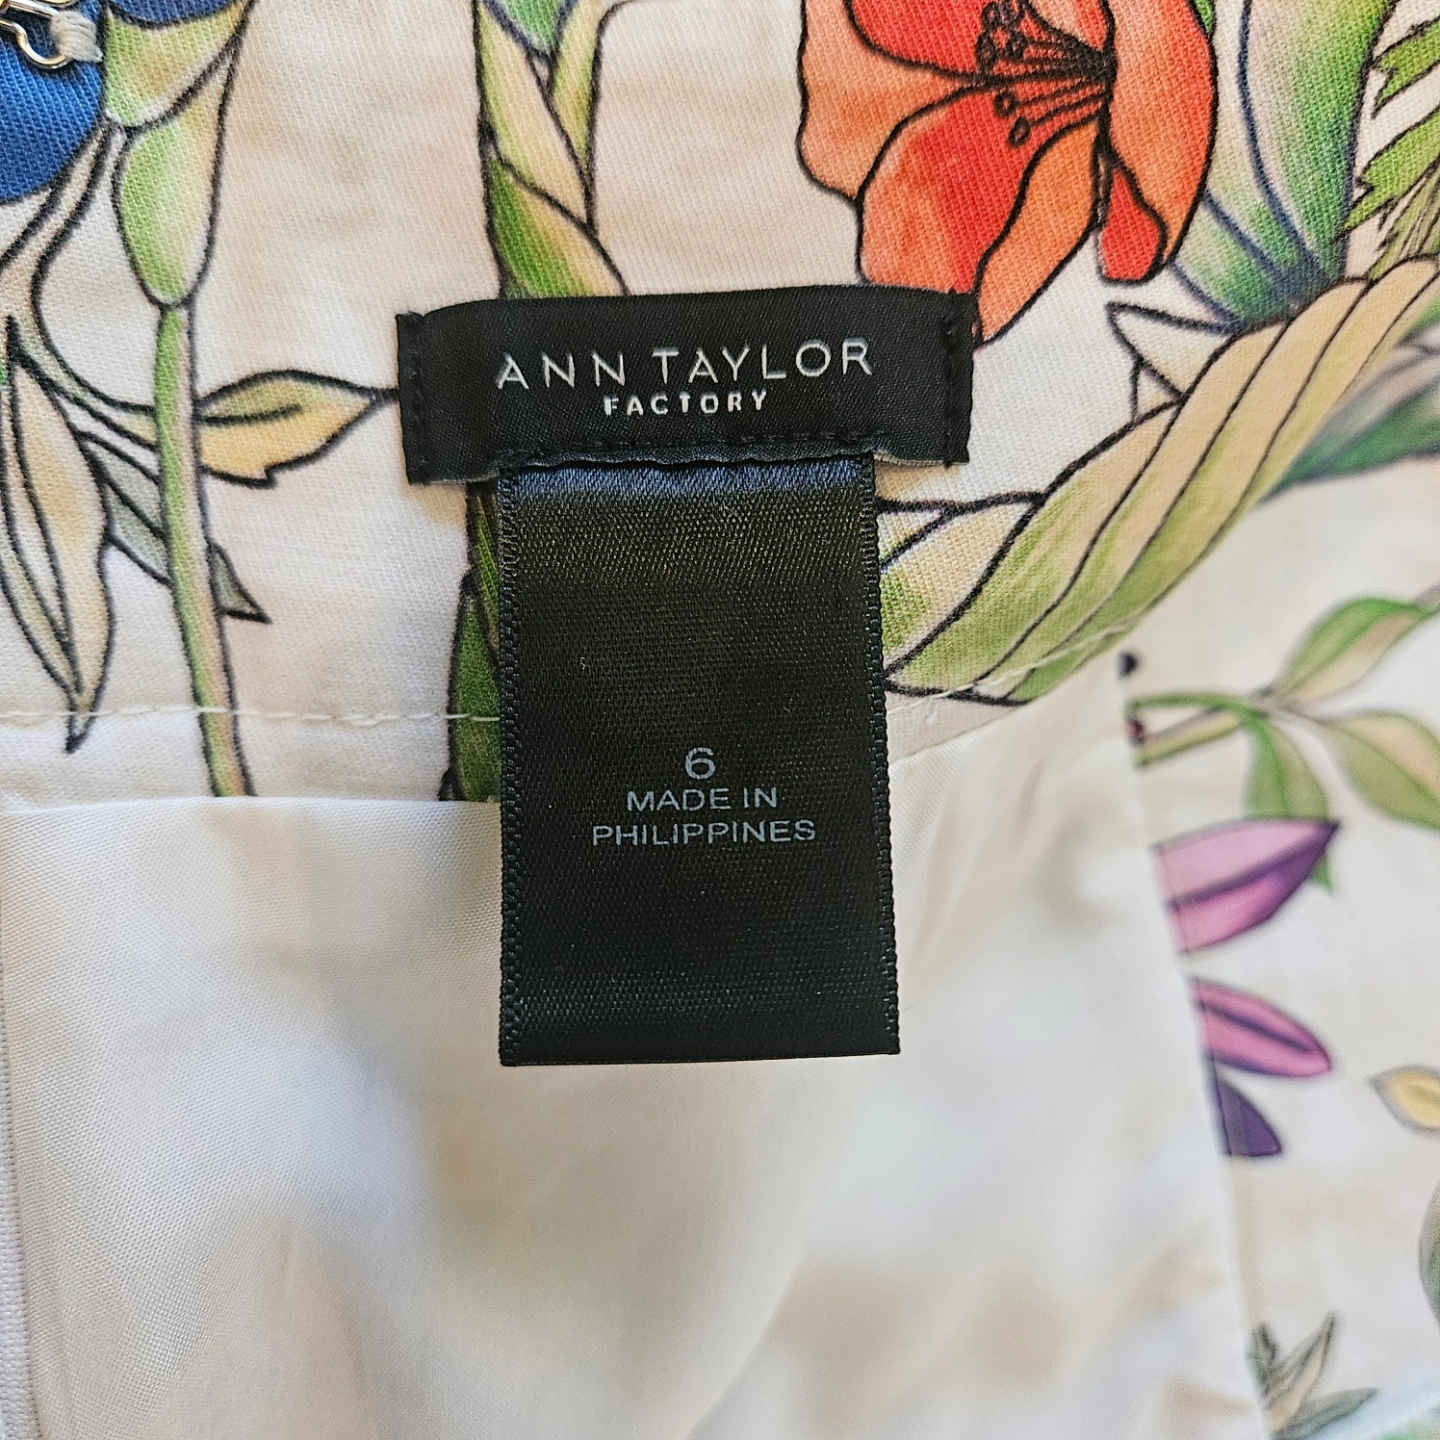 ANN TAYLOR
FACTORY
6
MADE IN
PHILIPPINES